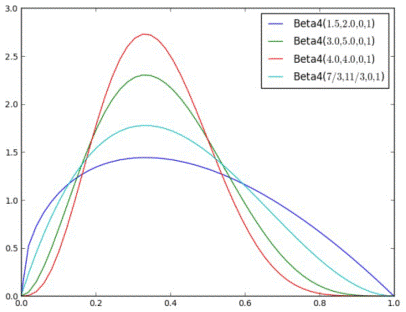 3.0
2.5
2.0
1.5
1.0
0.5
0.0
0.0 0.2 0.4 0.6 0.8 1.0
Beta4(1.5,2.0,0,1)
Beta4(3.0,5.0,0,1)
Beta4(4.0,4.0,0,1)
Beta4(7/3,11/3,0,1)